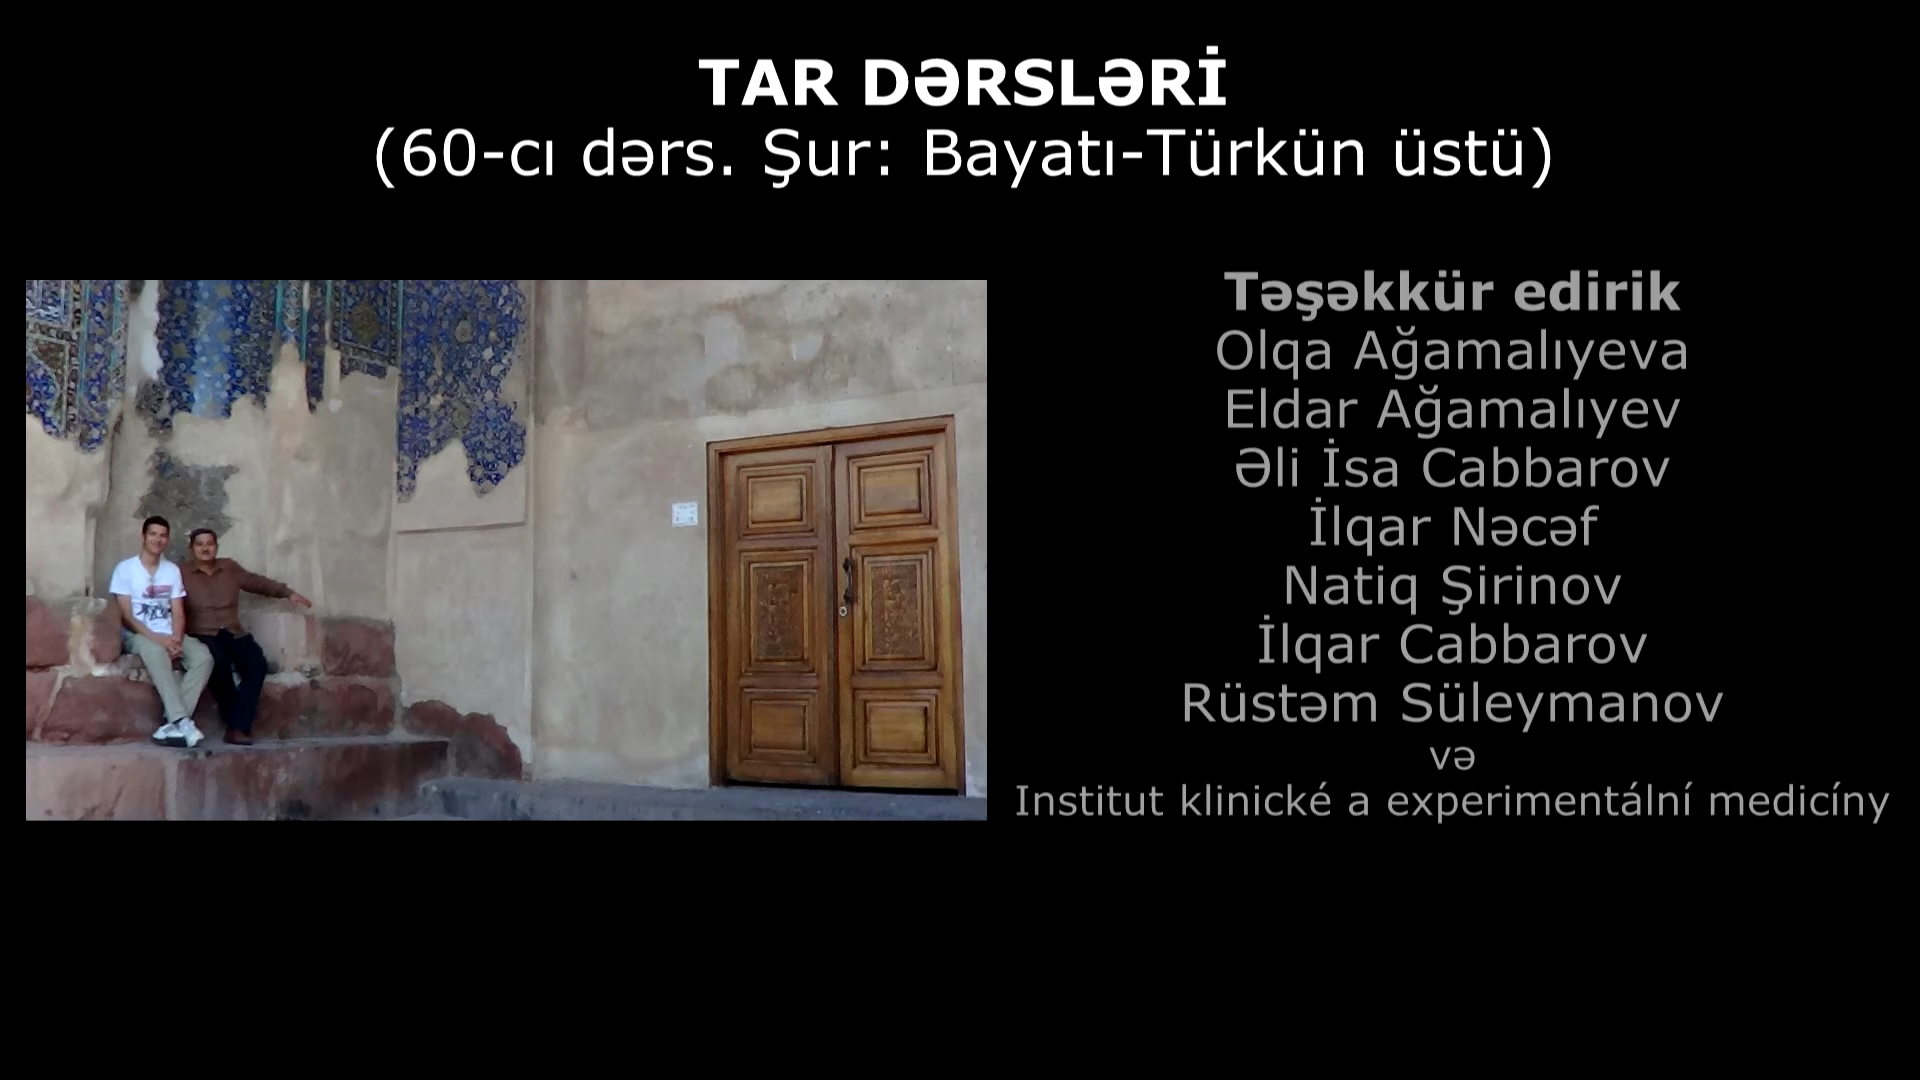 TAR DƏRSLƏRİ
(60-cı dərs. Şur: Bayatı-Türkün üstü)
Təşəkkür edirik
Olqa Ağamalıyeva
Eldar Ağamalıyev
Əli İsa Cabbarov
İlqar Nəcəf
Natiq Şirinov
İlqar Cabbarov
Rüstəm Süleymanov
və
Institut klinické a experimentální medicíny